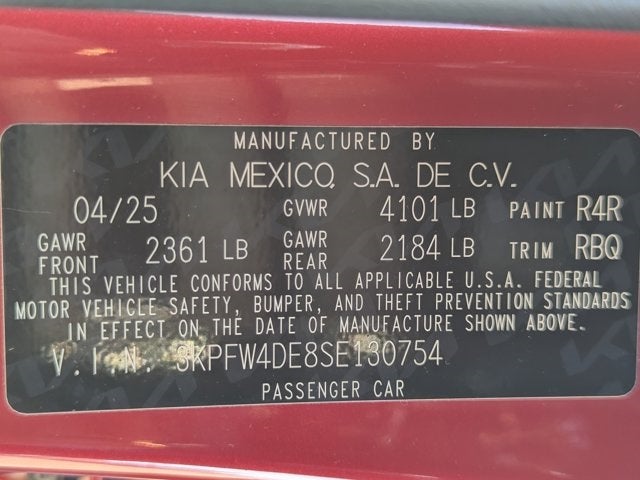 MANUFACTURED BY
KIA MEXICO, S.A. DE C.V.
04/25 GVWR 4101 LB PAINT R4R
GAWR FRONT 2361 LB GAWR REAR 2184 LB TRIM RBQ
THIS VEHICLE CONFORMS TO ALL APPLICABLE U.S.A. FEDERAL
MOTOR VEHICLE SAFETY, BUMPER, AND THEFT PREVENTION STANDARDS
IN EFFECT ON THE DATE OF MANUFACTURE SHOWN ABOVE.
V.I.N. 3KPFW4DE8SE130754
PASSENGER CAR